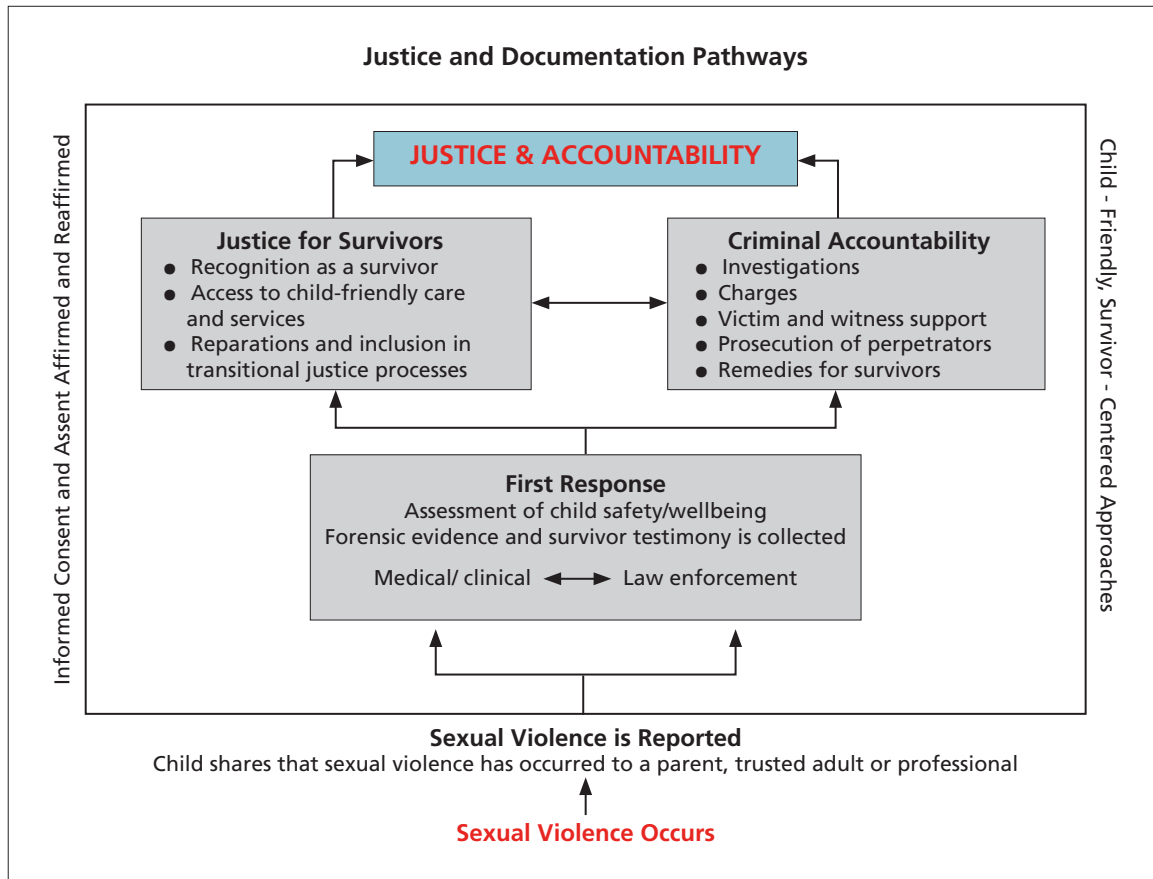 Justice and Documentation Pathways
Informed Consent and Assent Affirmed and Reaffirmed
JUSTICE & ACCOUNTABILITY
Justice for Survivors
● Recognition as a survivor
● Access to child-friendly care
and services
● Reparations and inclusion in
transitional justice processes
Criminal Accountability
● Investigations
● Charges
● Victim and witness support
● Prosecution of perpetrators
● Remedies for survivors
Child - Friendly, Survivor - Centered Approaches
First Response
Assessment of child safety/wellbeing
Forensic evidence and survivor testimony is collected
Medical/ clinical
Law enforcement
Sexual Violence is Reported
Child shares that sexual violence has occurred to a parent, trusted adult or professional
Sexual Violence Occurs